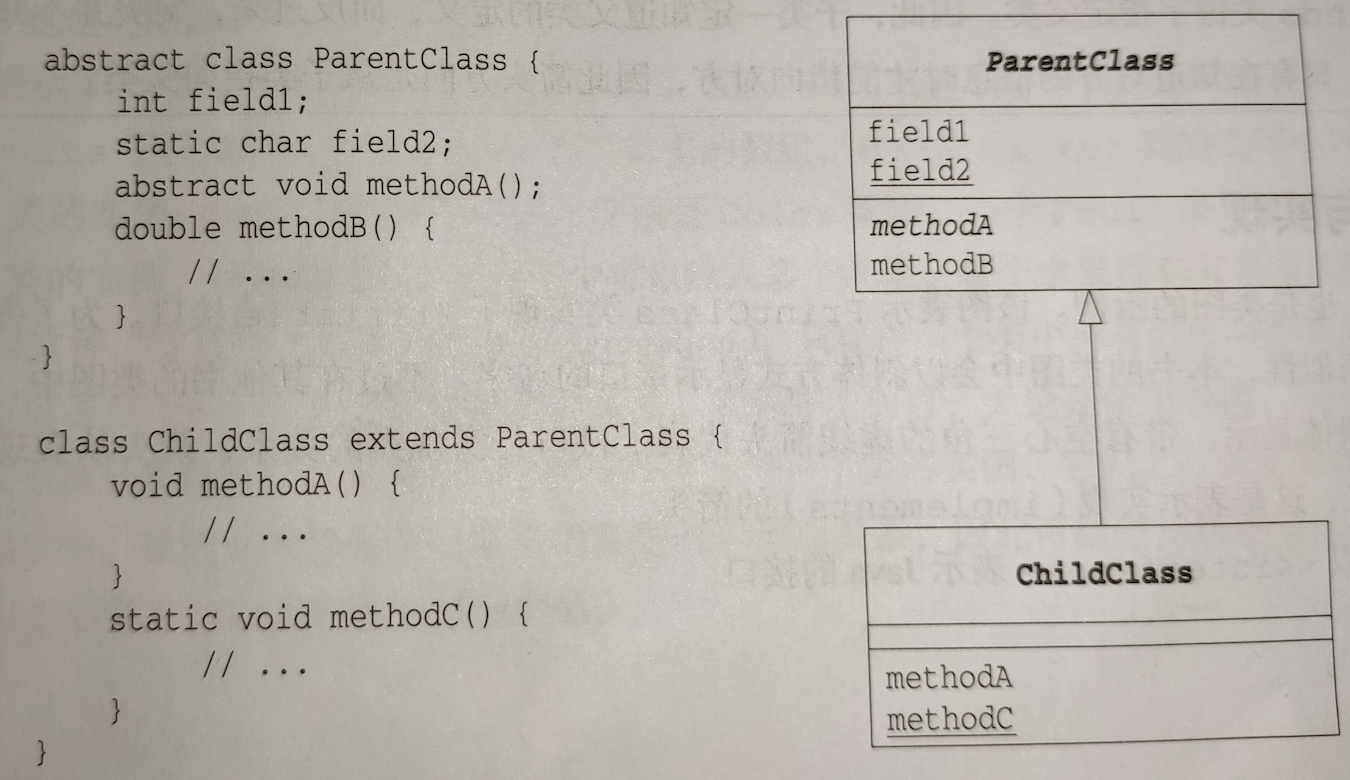 abstract class ParentClass {
int field1;
static char field2;
abstract void methodA();
double methodB() {
// ...
}
}
class ChildClass extends ParentClass {
void methodA() {
// ...
}
static void methodC() {
// ...
}
}
ParentClass
field1
field2
methodA
methodB
ChildClass
methodA
methodC